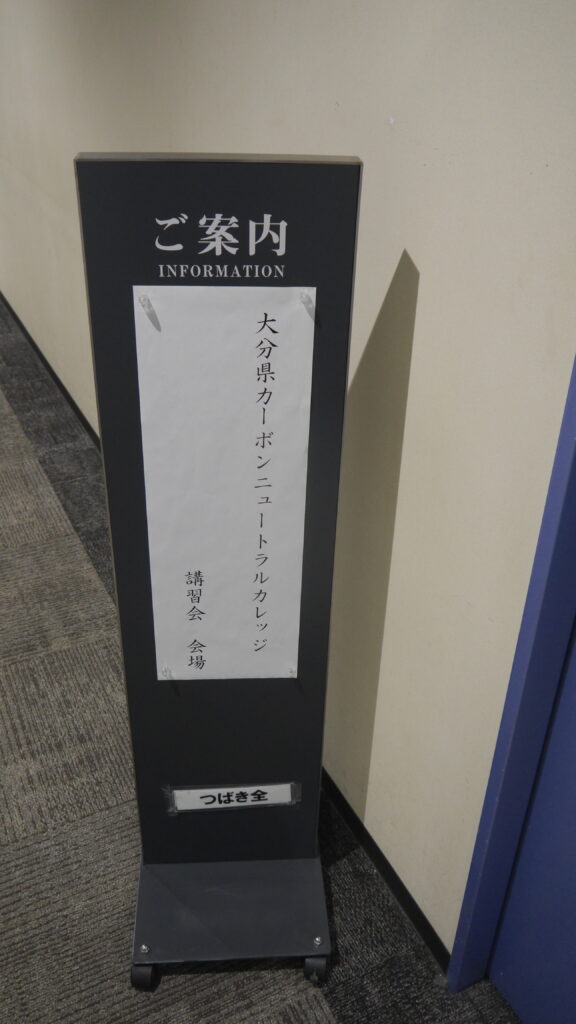 ご案内
INFORMATION
大分県カーボンニュートラルカレッジ
講習会　会場
つばき全